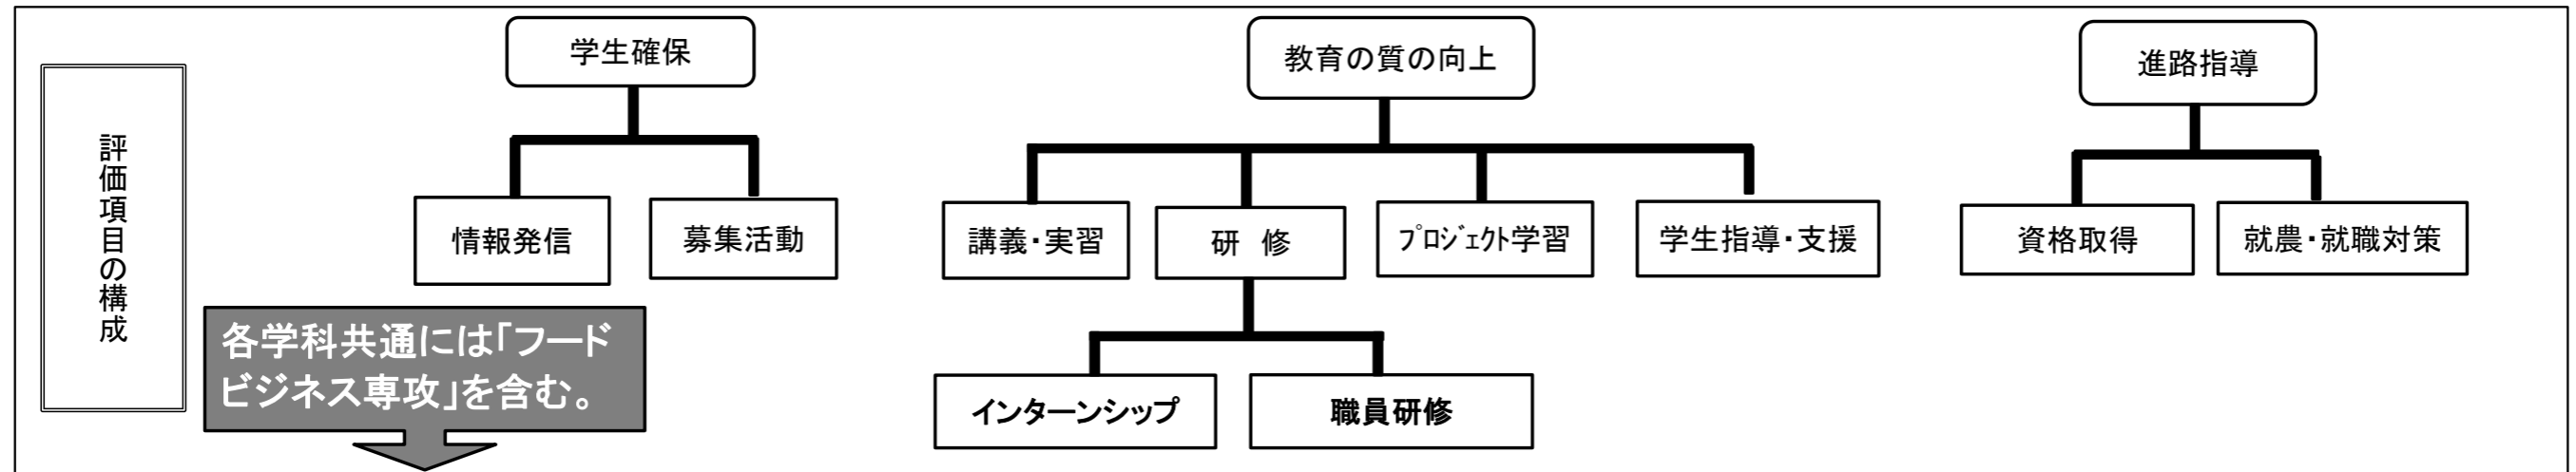 評価項目の構成
学生確保
教育の質の向上
進路指導
情報発信
募集活動
講義・実習
研 修
ﾌﾟﾛｼﾞｪｸﾄ学習
学生指導・支援
資格取得
就農・就職対策
インターンシップ
職員研修
各学科共通には「フード
ビジネス専攻」を含む。